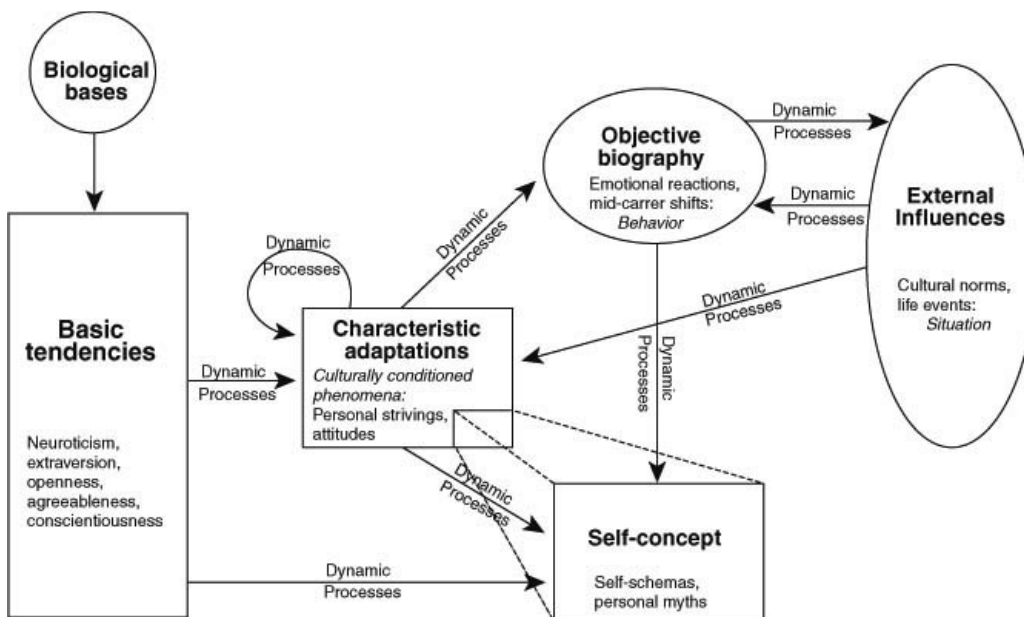 Biological
bases
Basic
tendencies
Neuroticism,
extraversion,
openness,
agreeableness,
conscientiousness
Dynamic
Processes
Dynamic
Processes
Characteristic
adaptations
Culturally conditioned
phenomena:
Personal strivings,
attitudes
Dynamic
Processes
Objective
biography
Emotional reactions,
mid-carrer shifts:
Behavior
Dynamic
Processes
Dynamic
Processes
External
Influences
Cultural norms,
life events:
Situation
Dynamic
Processes
Dynamic
Processes
Dynamic
Processes
Dynamic
Processes
Self-concept
Self-schemas,
personal myths